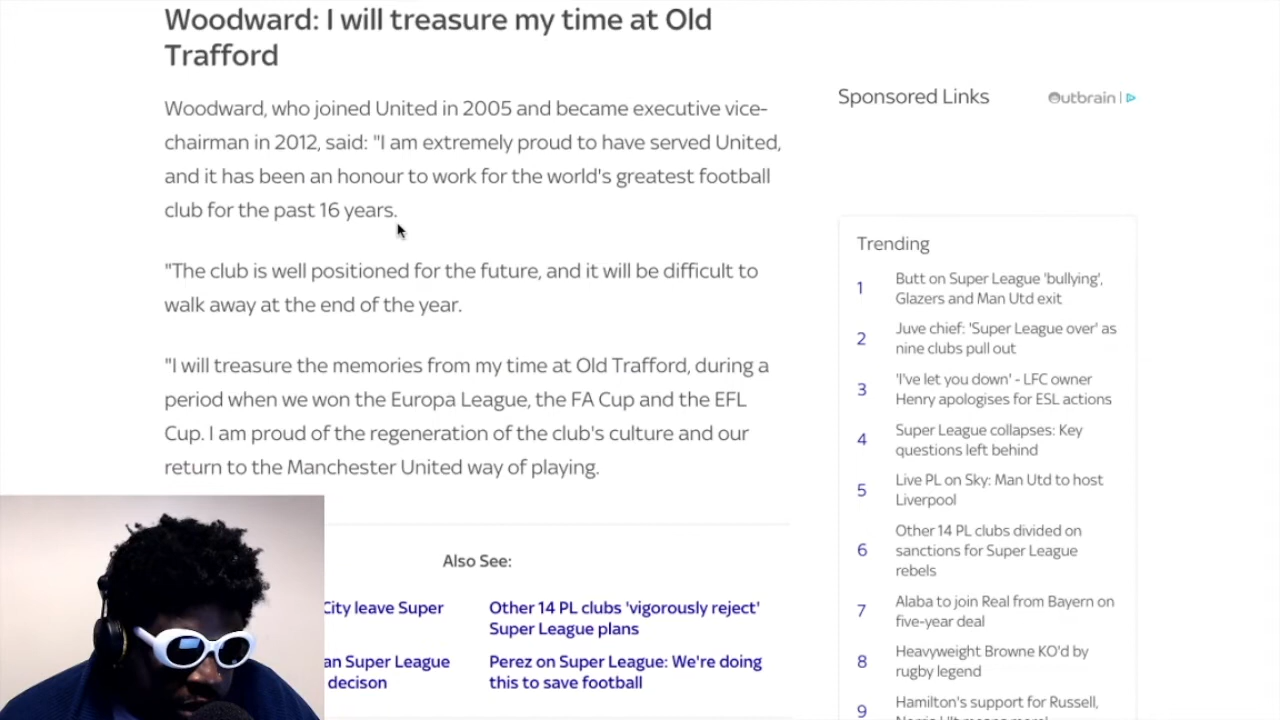 Woodward: I will treasure my time at Old
Trafford
Woodward, who joined United in 2005 and became executive vice-
chairman in 2012, said: "I am extremely proud to have served United,
and it has been an honour to work for the world's greatest football
club for the past 16 years.
"The club is well positioned for the future, and it will be difficult to
walk away at the end of the year.
"I will treasure the memories from my time at Old Trafford, during a
period when we won the Europa League, the FA Cup and the EFL
Cup. I am proud of the regeneration of the club's culture and our
return to the Manchester United way of playing.
Also See:
City leave Super
Other 14 PL clubs 'vigorously reject'
Super League plans
an Super League
decison
Perez on Super League: We're doing
this to save football
Sponsored Links
Outbrain
Trending
1 Butt on Super League 'bullying',
Glazers and Man Utd exit
2 Juve chief: 'Super League over' as
nine clubs pull out
3 'I've let you down' - LFC owner
Henry apologises for ESL actions
4 Super League collapses: Key
questions left behind
5 Live PL on Sky: Man Utd to host
Liverpool
6 Other 14 PL clubs divided on
sanctions for Super League
rebels
7 Alaba to join Real from Bayern on
five-year deal
8 Heavyweight Browne KO'd by
rugby legend
9 Hamilton's support for Russell,